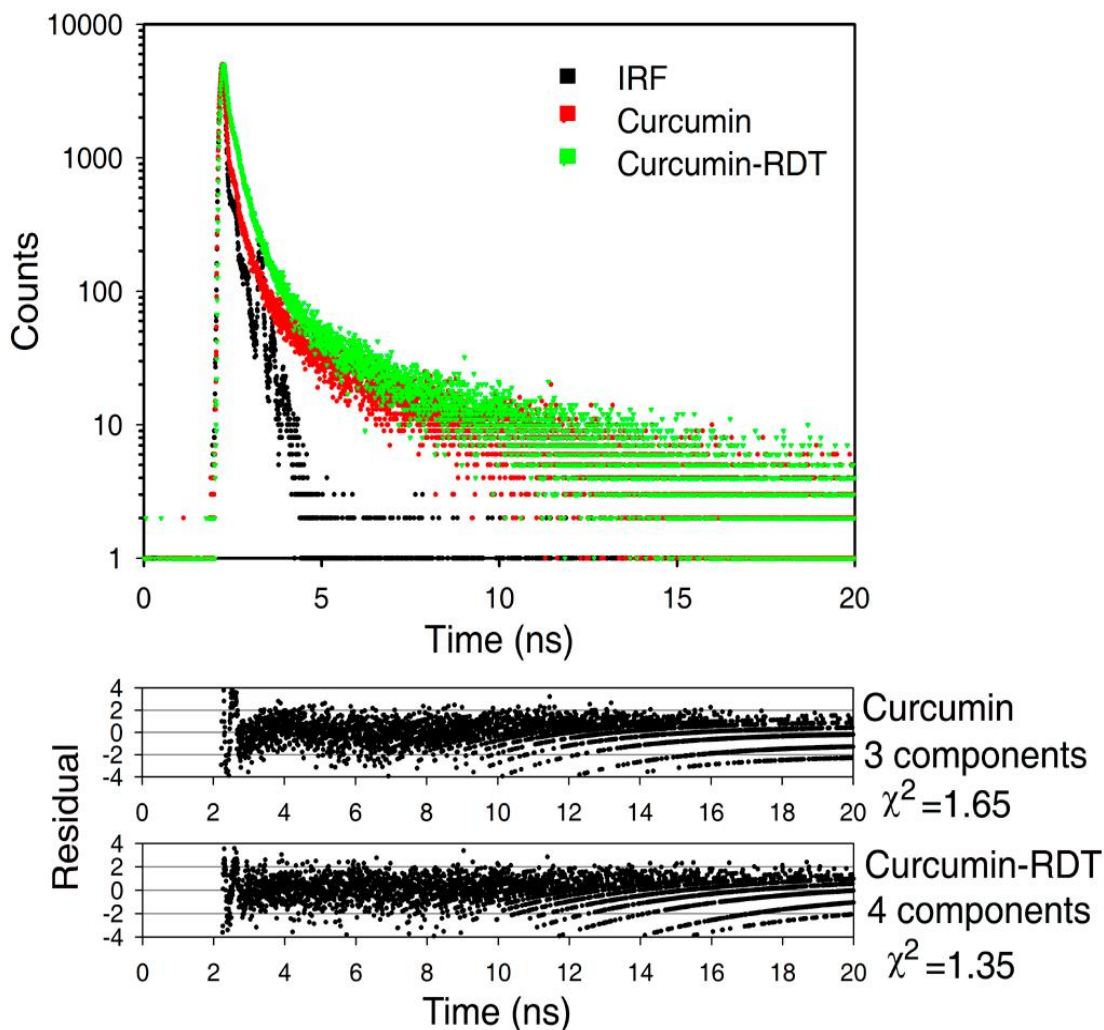 10000
1000
100
10
1
Counts
IRF
Curcumin
Curcumin-RDT
0 5 10 15 20
Time (ns)
4
2
0
-2
-4
0 2 4 6 8 10 12 14 16 18 20
Curcumin
3 components
χ²=1.65
Residual
4
2
0
-2
-4
0 2 4 6 8 10 12 14 16 18 20
Curcumin-RDT
4 components
χ²=1.35
Time (ns)